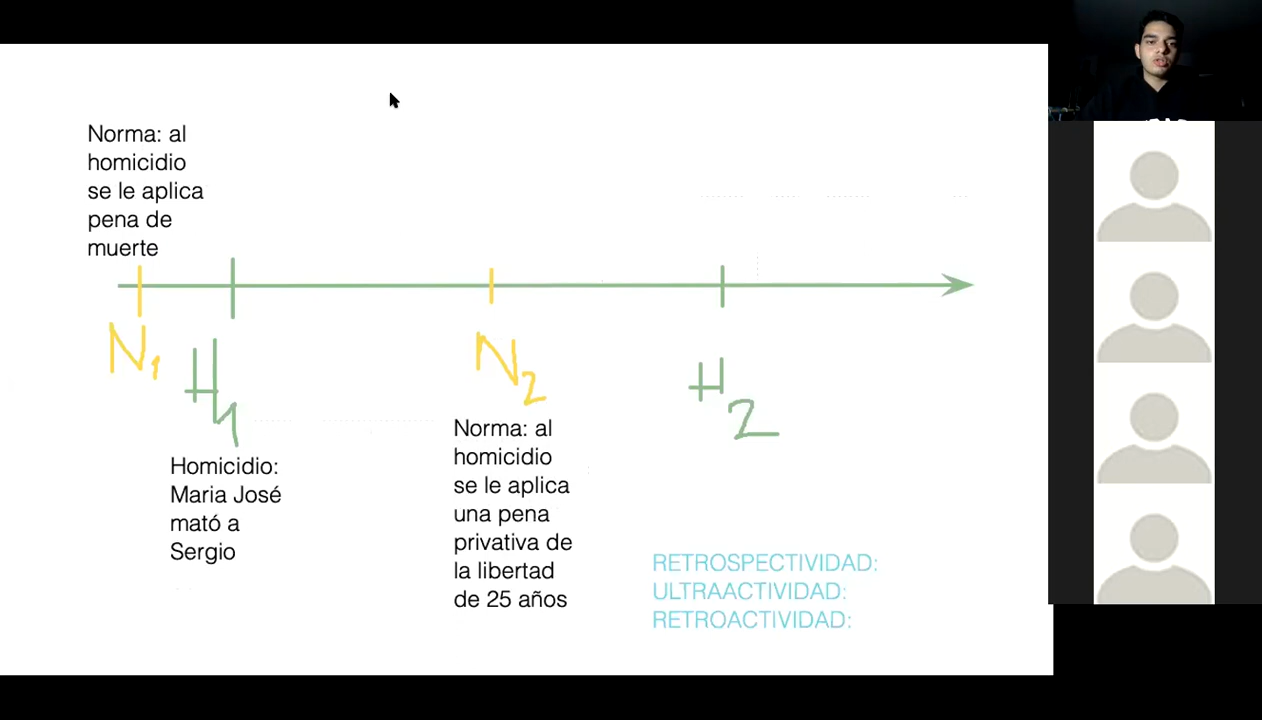 Norma: al
homicidio
se le aplica
pena de
muerte
N1
H1
N2
H2
Homicidio:
Maria José
mató a
Sergio
Norma: al
homicidio
se le aplica
una pena
privativa de
la libertad
de 25 años
RETROSPECTIVIDAD:
ULTRAACTIVIDAD:
RETROACTIVIDAD: